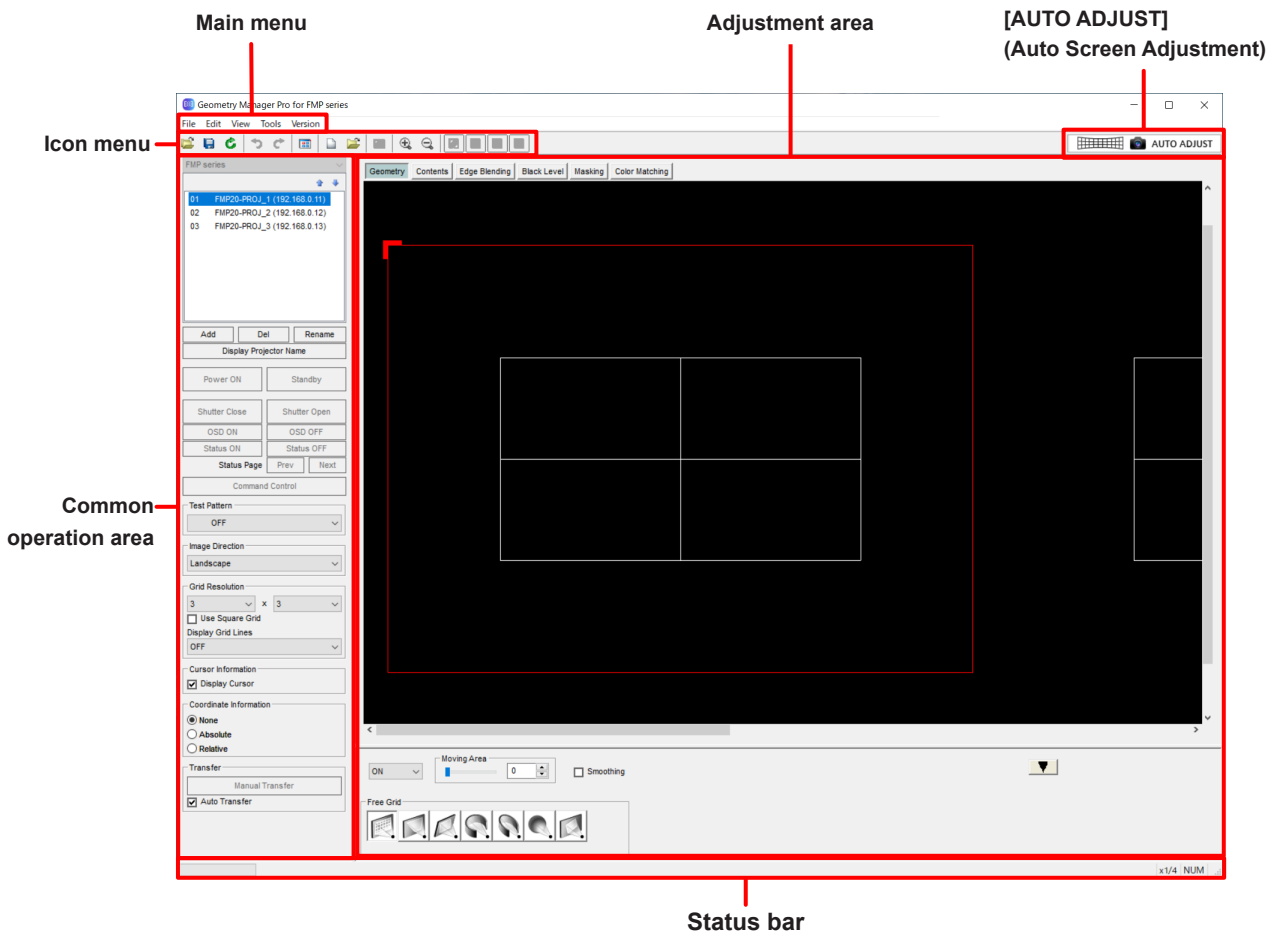 Main menu
Adjustment area
[AUTO ADJUST]
(Auto Screen Adjustment)
Geometry Manager Pro for FMP series
File Edit View Tools Version
Icon menu
AUTO ADJUST
FMP series
Geometry Contents Edge Blending Black Level Masking Color Matching
01 FMP20-PROJ_1 (192.168.0.11)
02 FMP20-PROJ_2 (192.168.0.12)
03 FMP20-PROJ_3 (192.168.0.13)
Add Del Rename
Display Projector Name
Power ON Standby
Shutter Close Shutter Open
OSD ON OSD OFF
Status ON Status OFF
Status Page Prev Next
Command Control
Common
operation area
Test Pattern
OFF
Image Direction
Landscape
Grid Resolution
3 x 3
Use Square Grid
Display Grid Lines
OFF
Cursor Information
Display Cursor
Coordinate Information
None
Absolute
Relative
Transfer
Manual Transfer
Auto Transfer
Moving Area
ON 0 Smoothing
Free Grid
x1/4 NUM
Status bar